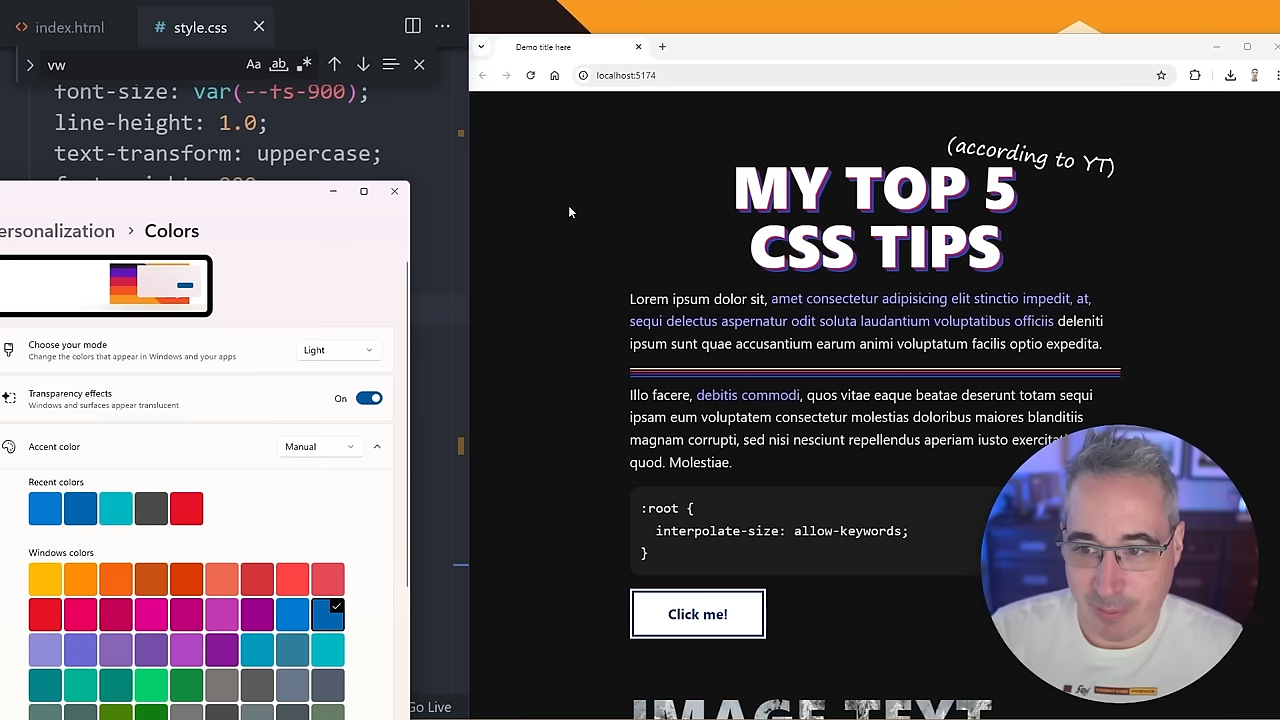 index.html
style.css
vw
Aa
ab
font-size: var(--fs-900);
line-height: 1.0;
text-transform: uppercase;
Personalization > Colors
Choose your mode
Change the colors that appear in Windows and your apps
Light
Transparency effects
Windows and surfaces appear translucent
On
Accent color
Manual
Recent colors
Windows colors
Go Live
Demo title here
localhost:5174
(according to YT)
MY TOP 5
CSS TIPS
Lorem ipsum dolor sit, amet consectetur adipisicing elit stinctio impedit, at,
sequi delectus aspernatur odit soluta laudantium voluptatibus officiis deleniti
ipsum sunt quae accusantium earum animi voluptatum facilis optio expedita.
Illo facere, debitis commodi, quos vitae eaque beatae deserunt totam sequi
ipsam eum voluptatem consectetur molestias doloribus maiores blanditiis
magnam corrupti, sed nisi nesciunt repellendus aperiam iusto
quod. Molestiae.
:root {
interpolate-size: allow-keywords;
}
Click me!
IMAGE TEXT